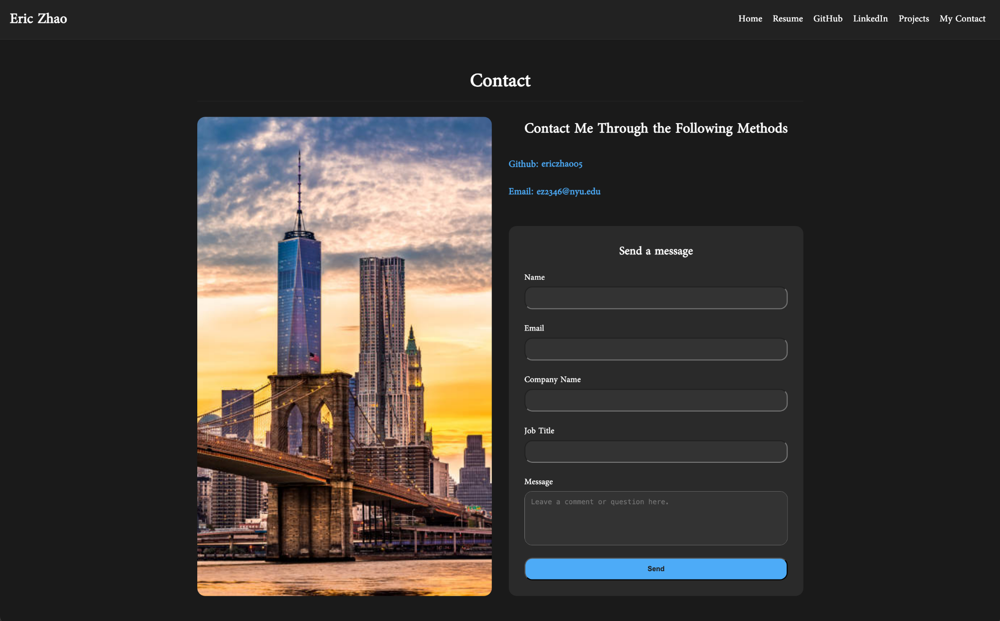 Eric Zhao
Home Resume GitHub LinkedIn Projects My Contact
Contact
Contact Me Through the Following Methods
Github: ericzhao05
Email: ez2346@nyu.edu
Send a message
Name
Email
Company Name
Job Title
Message
Leave a comment or question here.
Send